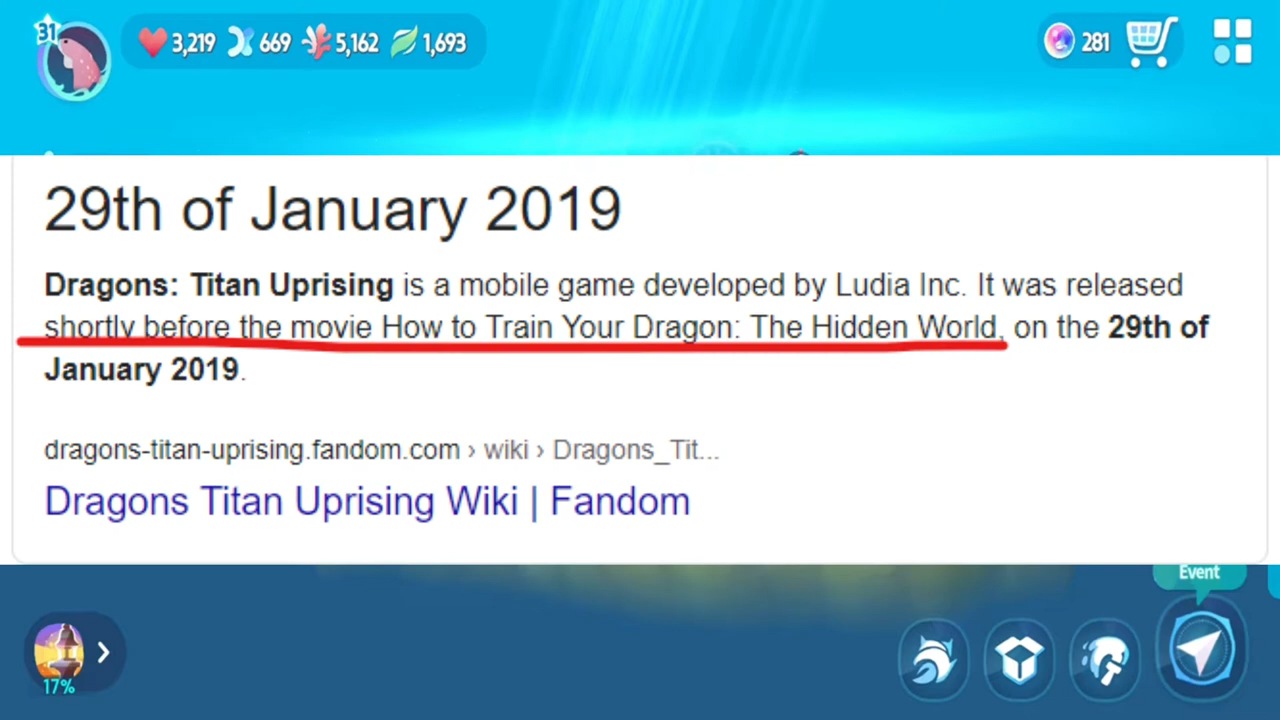 31
3,219 669 5,162 1,693
281
29th of January 2019
Dragons: Titan Uprising is a mobile game developed by Ludia Inc. It was released
shortly before the movie How to Train Your Dragon: The Hidden World, on the 29th of
January 2019.
dragons-titan-uprising.fandom.com › wiki › Dragons_Tit...
Dragons Titan Uprising Wiki | Fandom
Event
17%